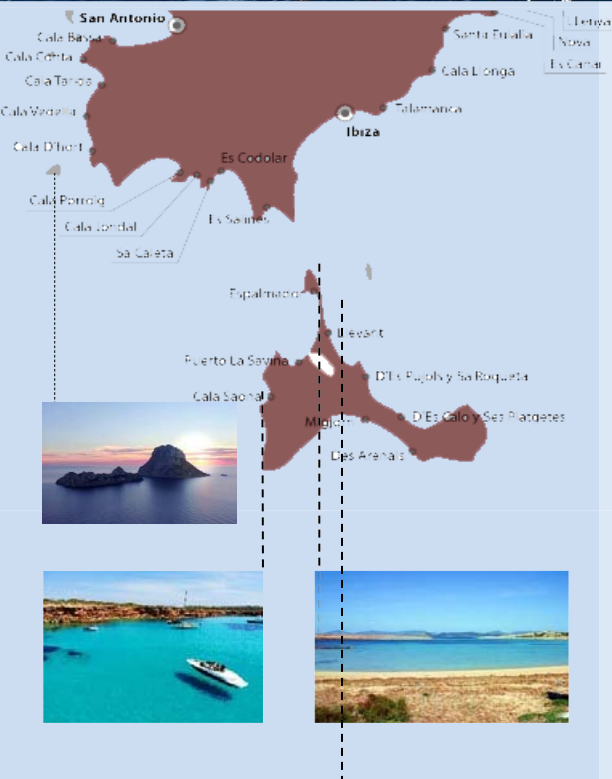 San Antonio
Cala Bassa
Cala Conta
Cala Tarida
Cala Vedella
Cala D'hort
Cala Porroig
Cala Jondal
Sa Caleta
Es Codolar
Es Salines
Ibiza
Talamanca
Cala Llonga
Santa Eulalia
Nova
Es Canar
Espalmador
Llevant
Puerto La Savina
D'Es Pujols y Sa Roqueta
Cala Saona
Migjorn
D'Es Calo y Ses Platgetes
Des Arenals